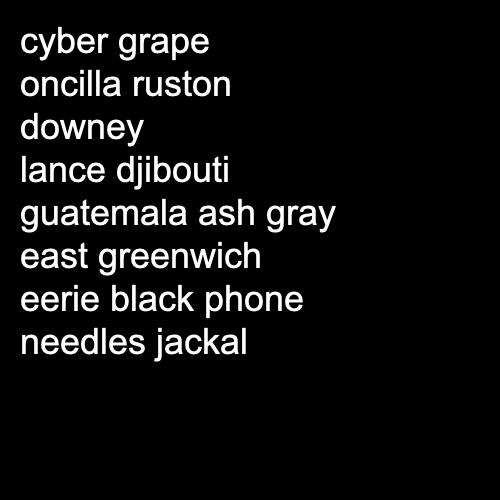 cyber grape
oncilla ruston
downey
lance djibouti
guatemala ash gray
east greenwich
eerie black phone
needles jackal